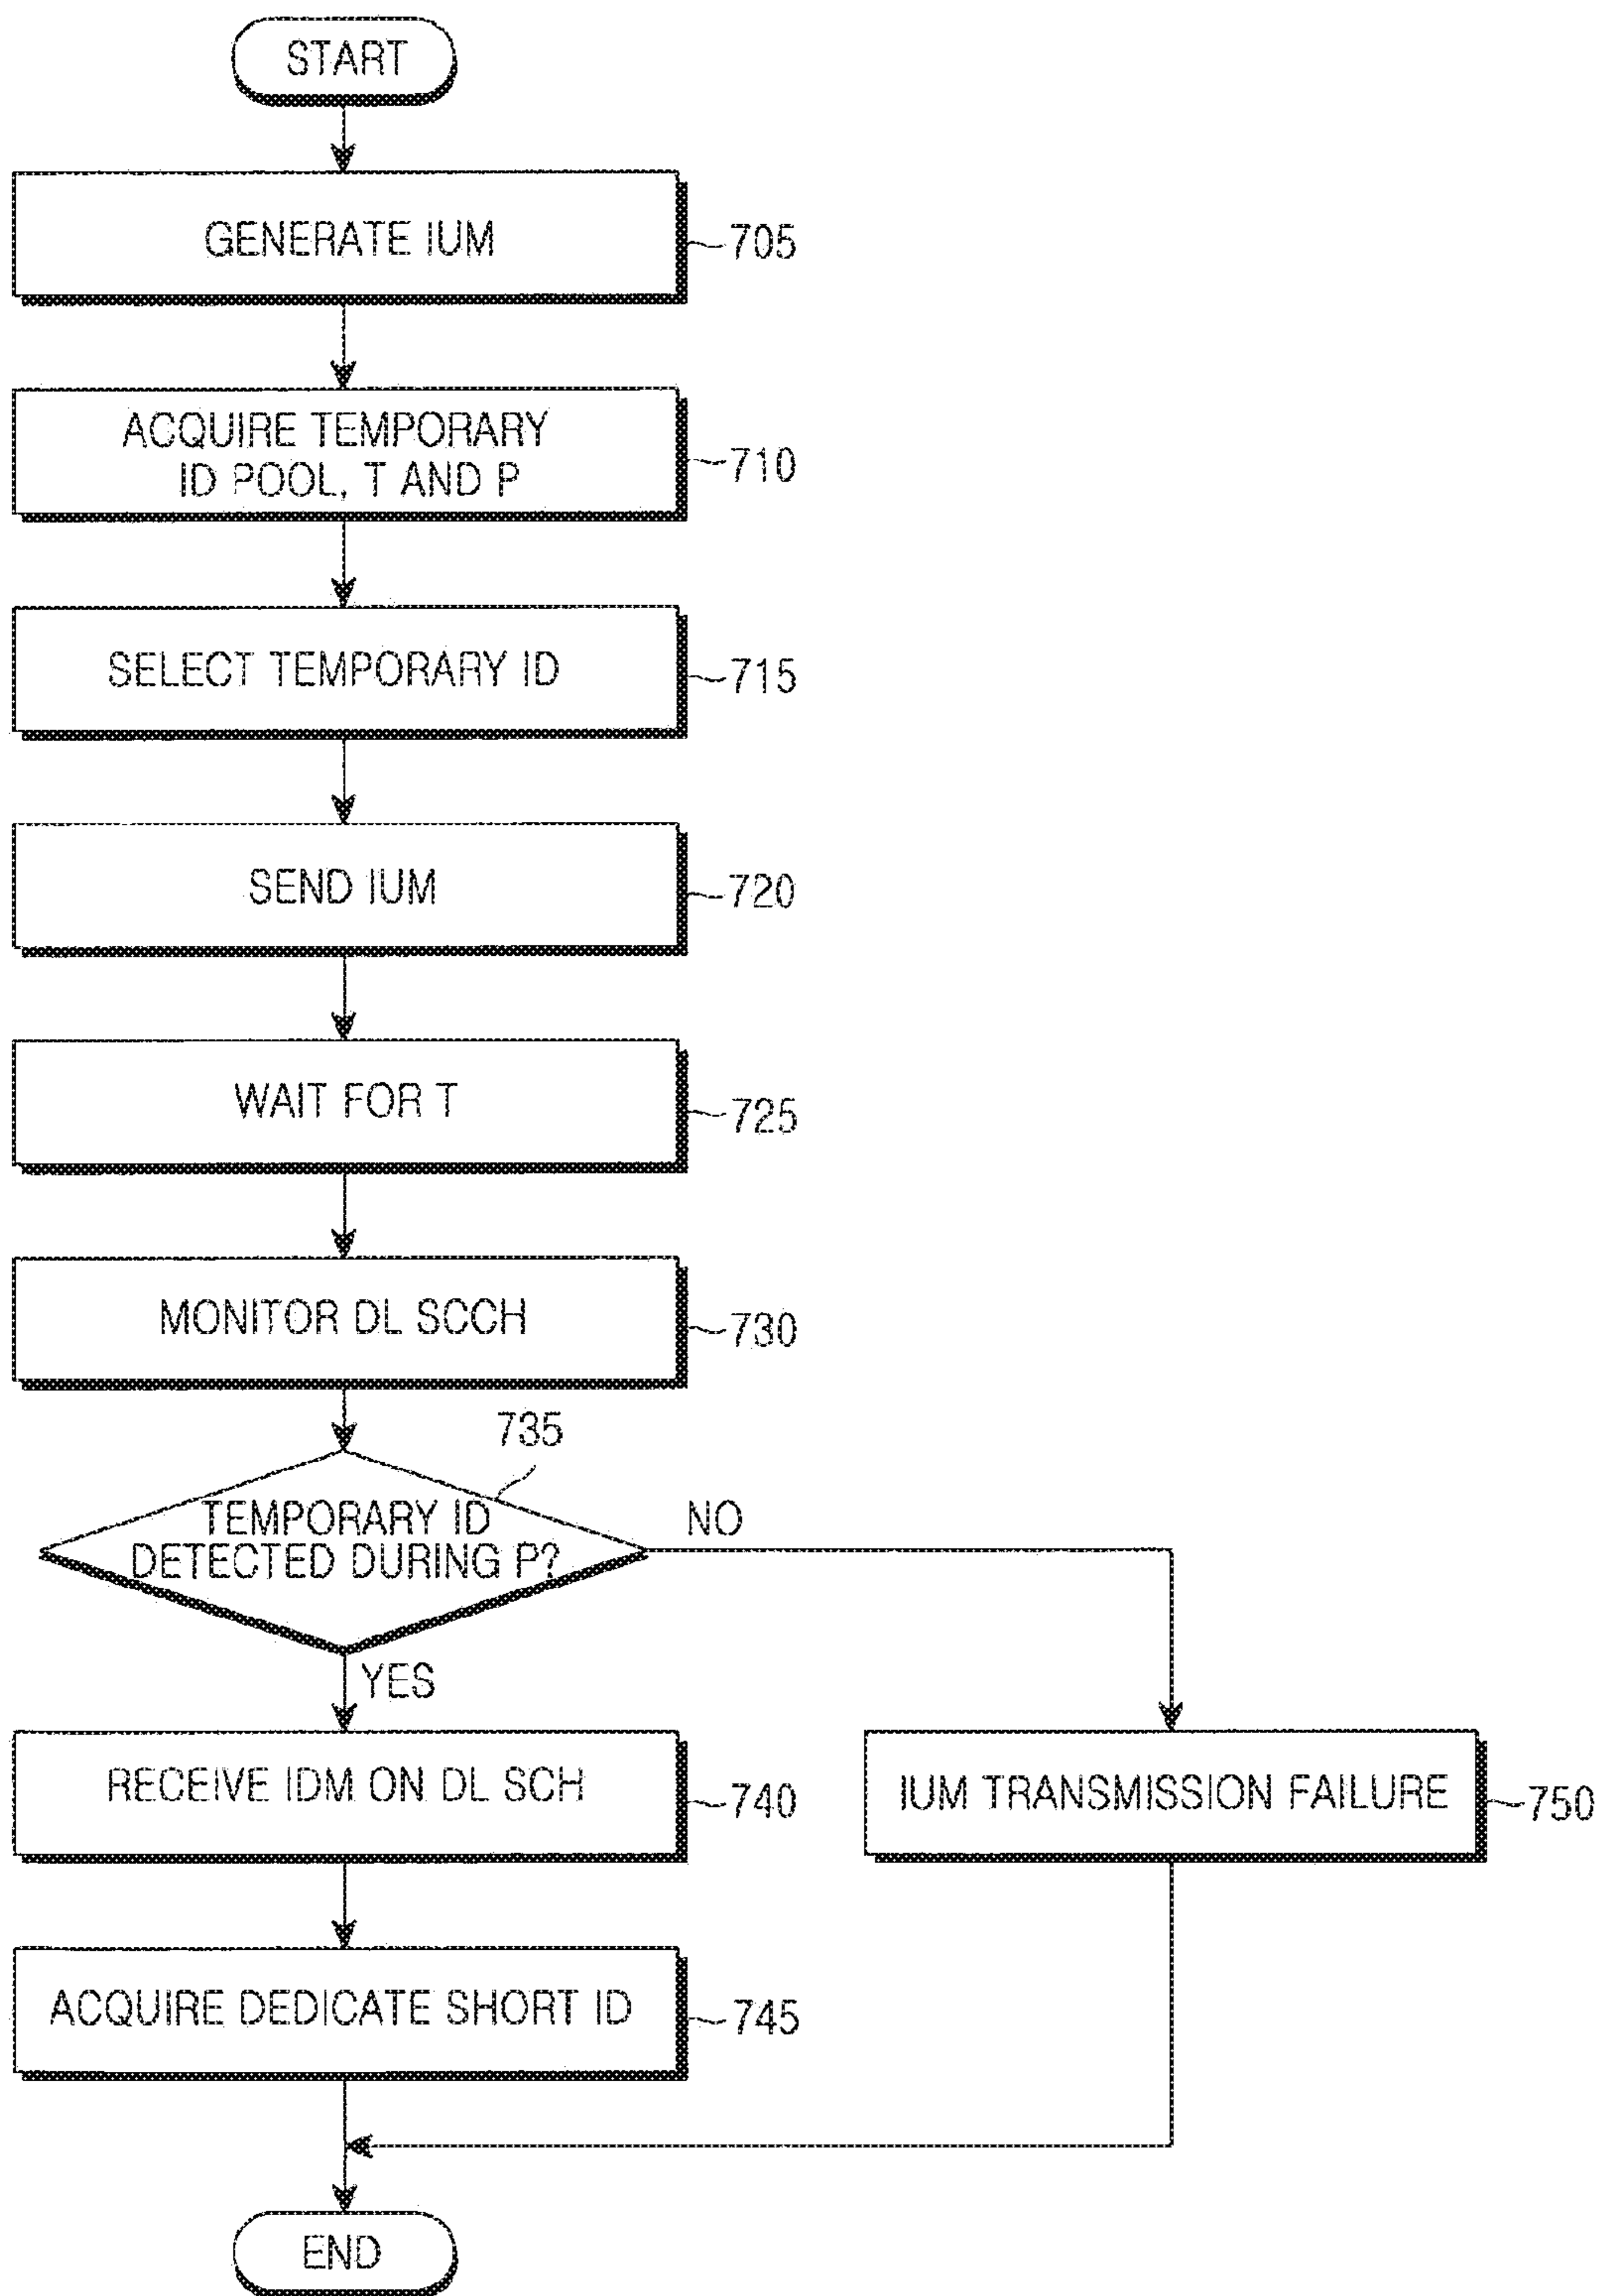 START
GENERATE IUM
705
ACQUIRE TEMPORARY
ID POOL, T AND P
710
SELECT TEMPORARY ID
715
SEND IUM
720
WAIT FOR T
725
MONITOR DL SCCH
730
735
TEMPORARY ID
DETECTED DURING P?
NO
YES
RECEIVE IDM ON DL SCH
740
IUM TRANSMISSION FAILURE
750
ACQUIRE DEDICATE SHORT ID
745
END